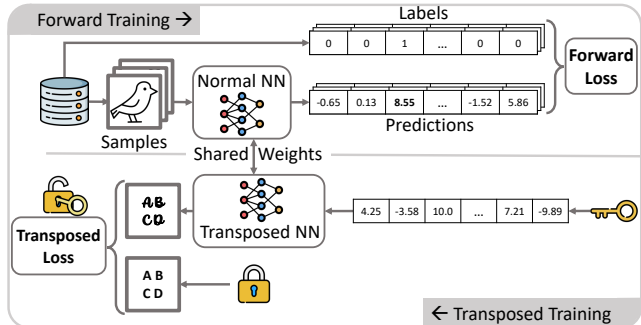 Forward Training →
Labels
0 0 1 ... 0 0
Forward
Loss
Normal NN
-0.65 0.13 8.55 ... -1.52 5.86
Samples
Predictions
Shared Weights
Transposed NN
A B
C D
4.25 -3.58 10.0 ... 7.21 -9.89
Transposed
Loss
A B
C D
← Transposed Training